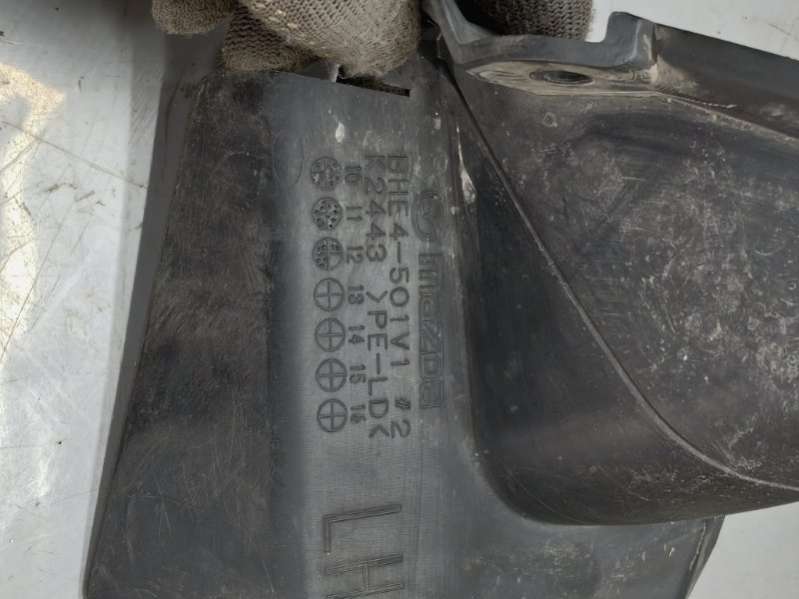 mazda
BHE4-501V1 #2
K2443 >PE-LD<
10 11 12 13 14 15 16
LH